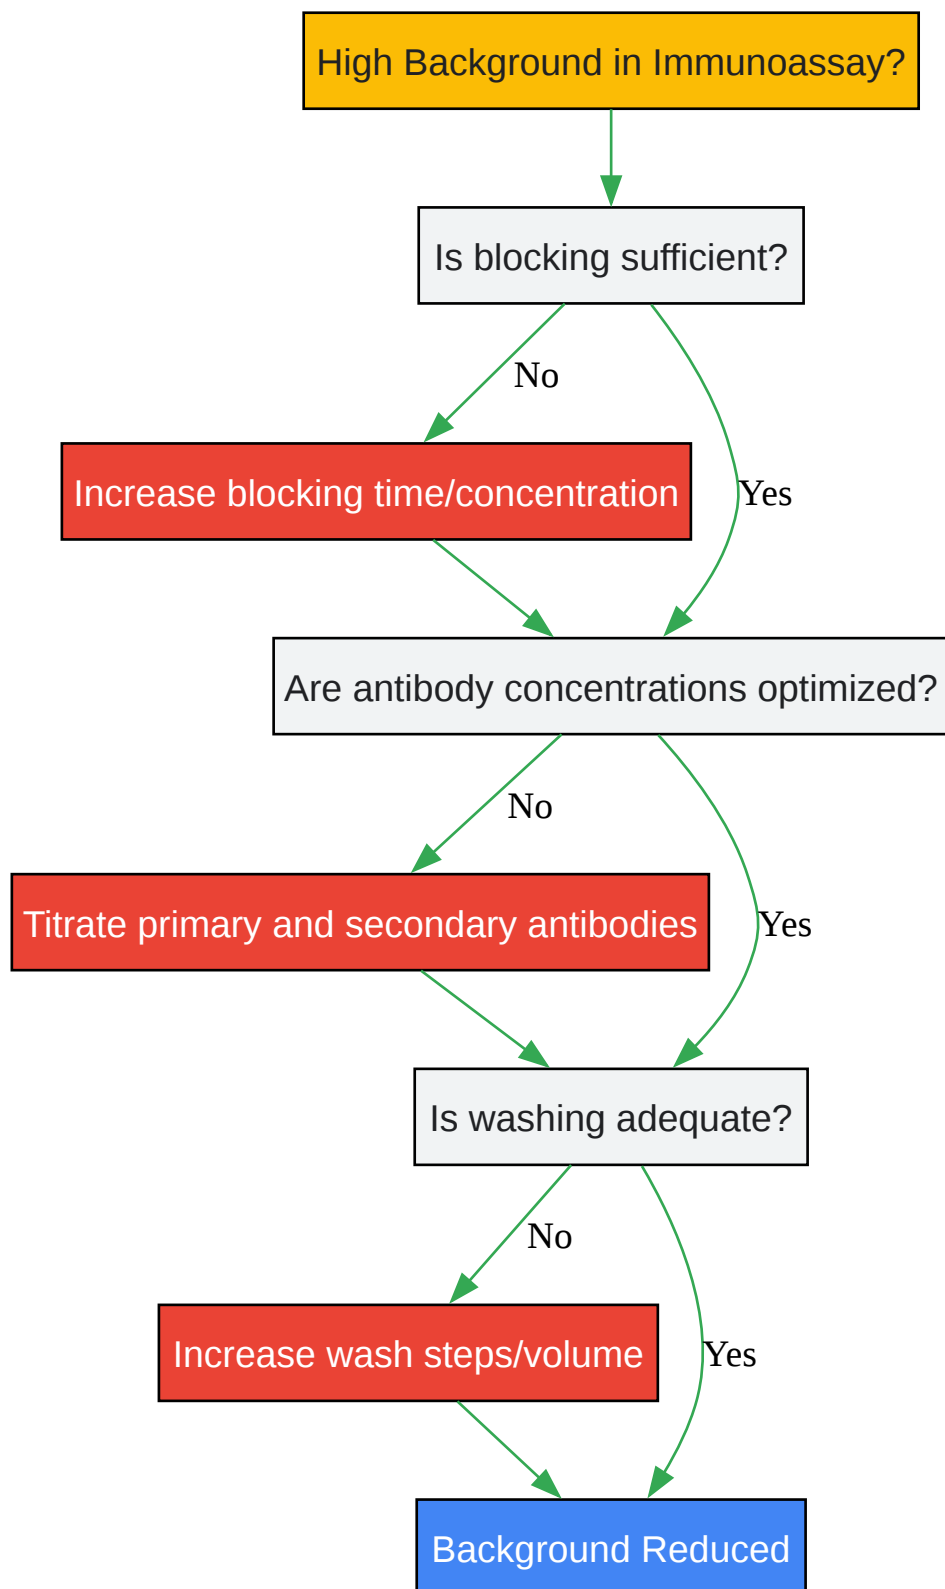 High Background in Immunoassay?
Is blocking sufficient?
No
Increase blocking time/concentration
Yes
Are antibody concentrations optimized?
No
Titrate primary and secondary antibodies
Yes
Is washing adequate?
No
Increase wash steps/volume
Yes
Background Reduced